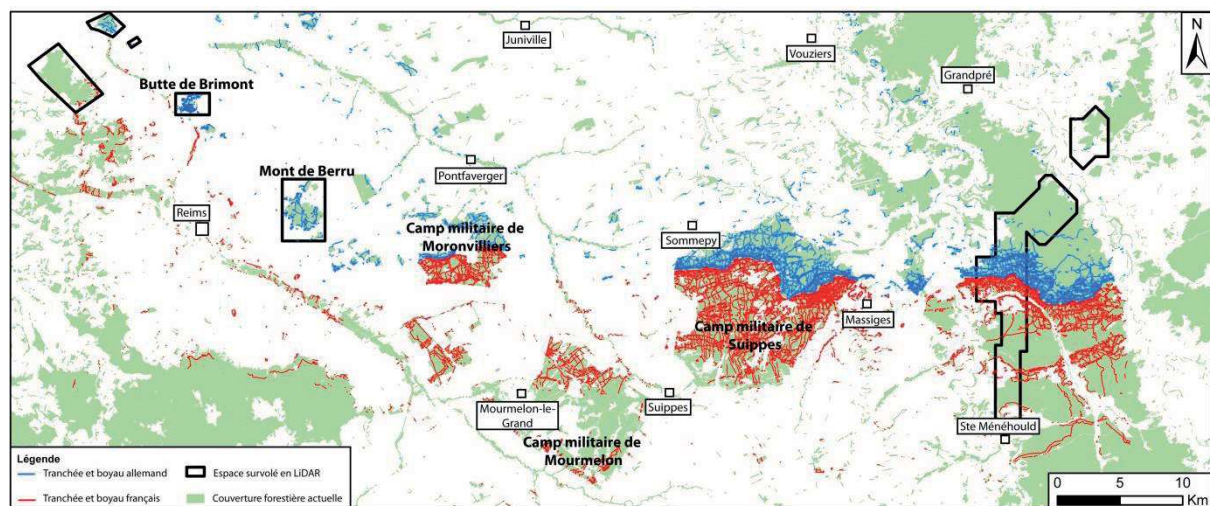 Juniville
Vouziers
N
Grandpré
Butte de Brimont
Pontfaverger
Mont de Berru
Reims
Camp militaire de
Moronvilliers
Sommepy
Massiges
Camp militaire de
Suippes
Mourmelon-le-
Grand
Suippes
Camp militaire de
Mourmelon
Ste Ménéhould
Légende
Tranchée et boyau allemand
Espace survolé en LiDAR
Tranchée et boyau français
Couverture forestière actuelle
0 5 10
Km